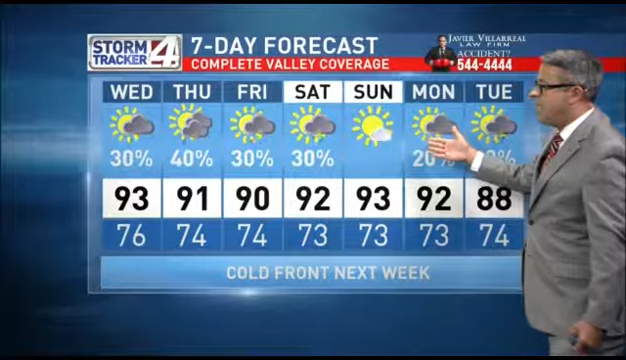 STORM TRACKER 4
7-DAY FORECAST
COMPLETE VALLEY COVERAGE
JAVIER VILLARREAL
LAW FIRM
ACCIDENT?
544-4444
WED THU FRI SAT SUN MON TUE
30% 40% 30% 30% 20%
93 91 90 92 93 92 88
76 74 74 73 73 73 74
COLD FRONT NEXT WEEK